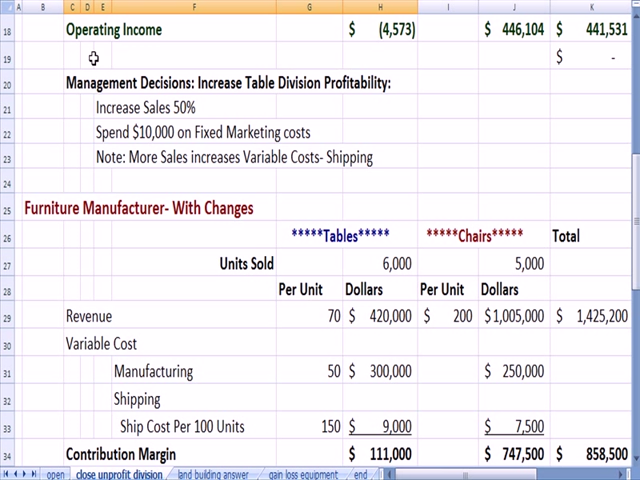 A B C D E F G H I J K
18 Operating Income $ (4,573) $ 446,104 $ 441,531
19 $ -
20 Management Decisions: Increase Table Division Profitability:
21 Increase Sales 50%
22 Spend $10,000 on Fixed Marketing costs
23 Note: More Sales increases Variable Costs- Shipping
24
25 Furniture Manufacturer- With Changes
26 *****Tables***** *****Chairs***** Total
27 Units Sold 6,000 5,000
28 Per Unit Dollars Per Unit Dollars
29 Revenue 70 $ 420,000 $ 200 $ 1,005,000 $ 1,425,200
30 Variable Cost
31 Manufacturing 50 $ 300,000 $ 250,000
32 Shipping
33 Ship Cost Per 100 Units 150 $ 9,000 $ 7,500
34 Contribution Margin $ 111,000 $ 747,500 $ 858,500
open close unprofit division land building answer gain loss equipment end